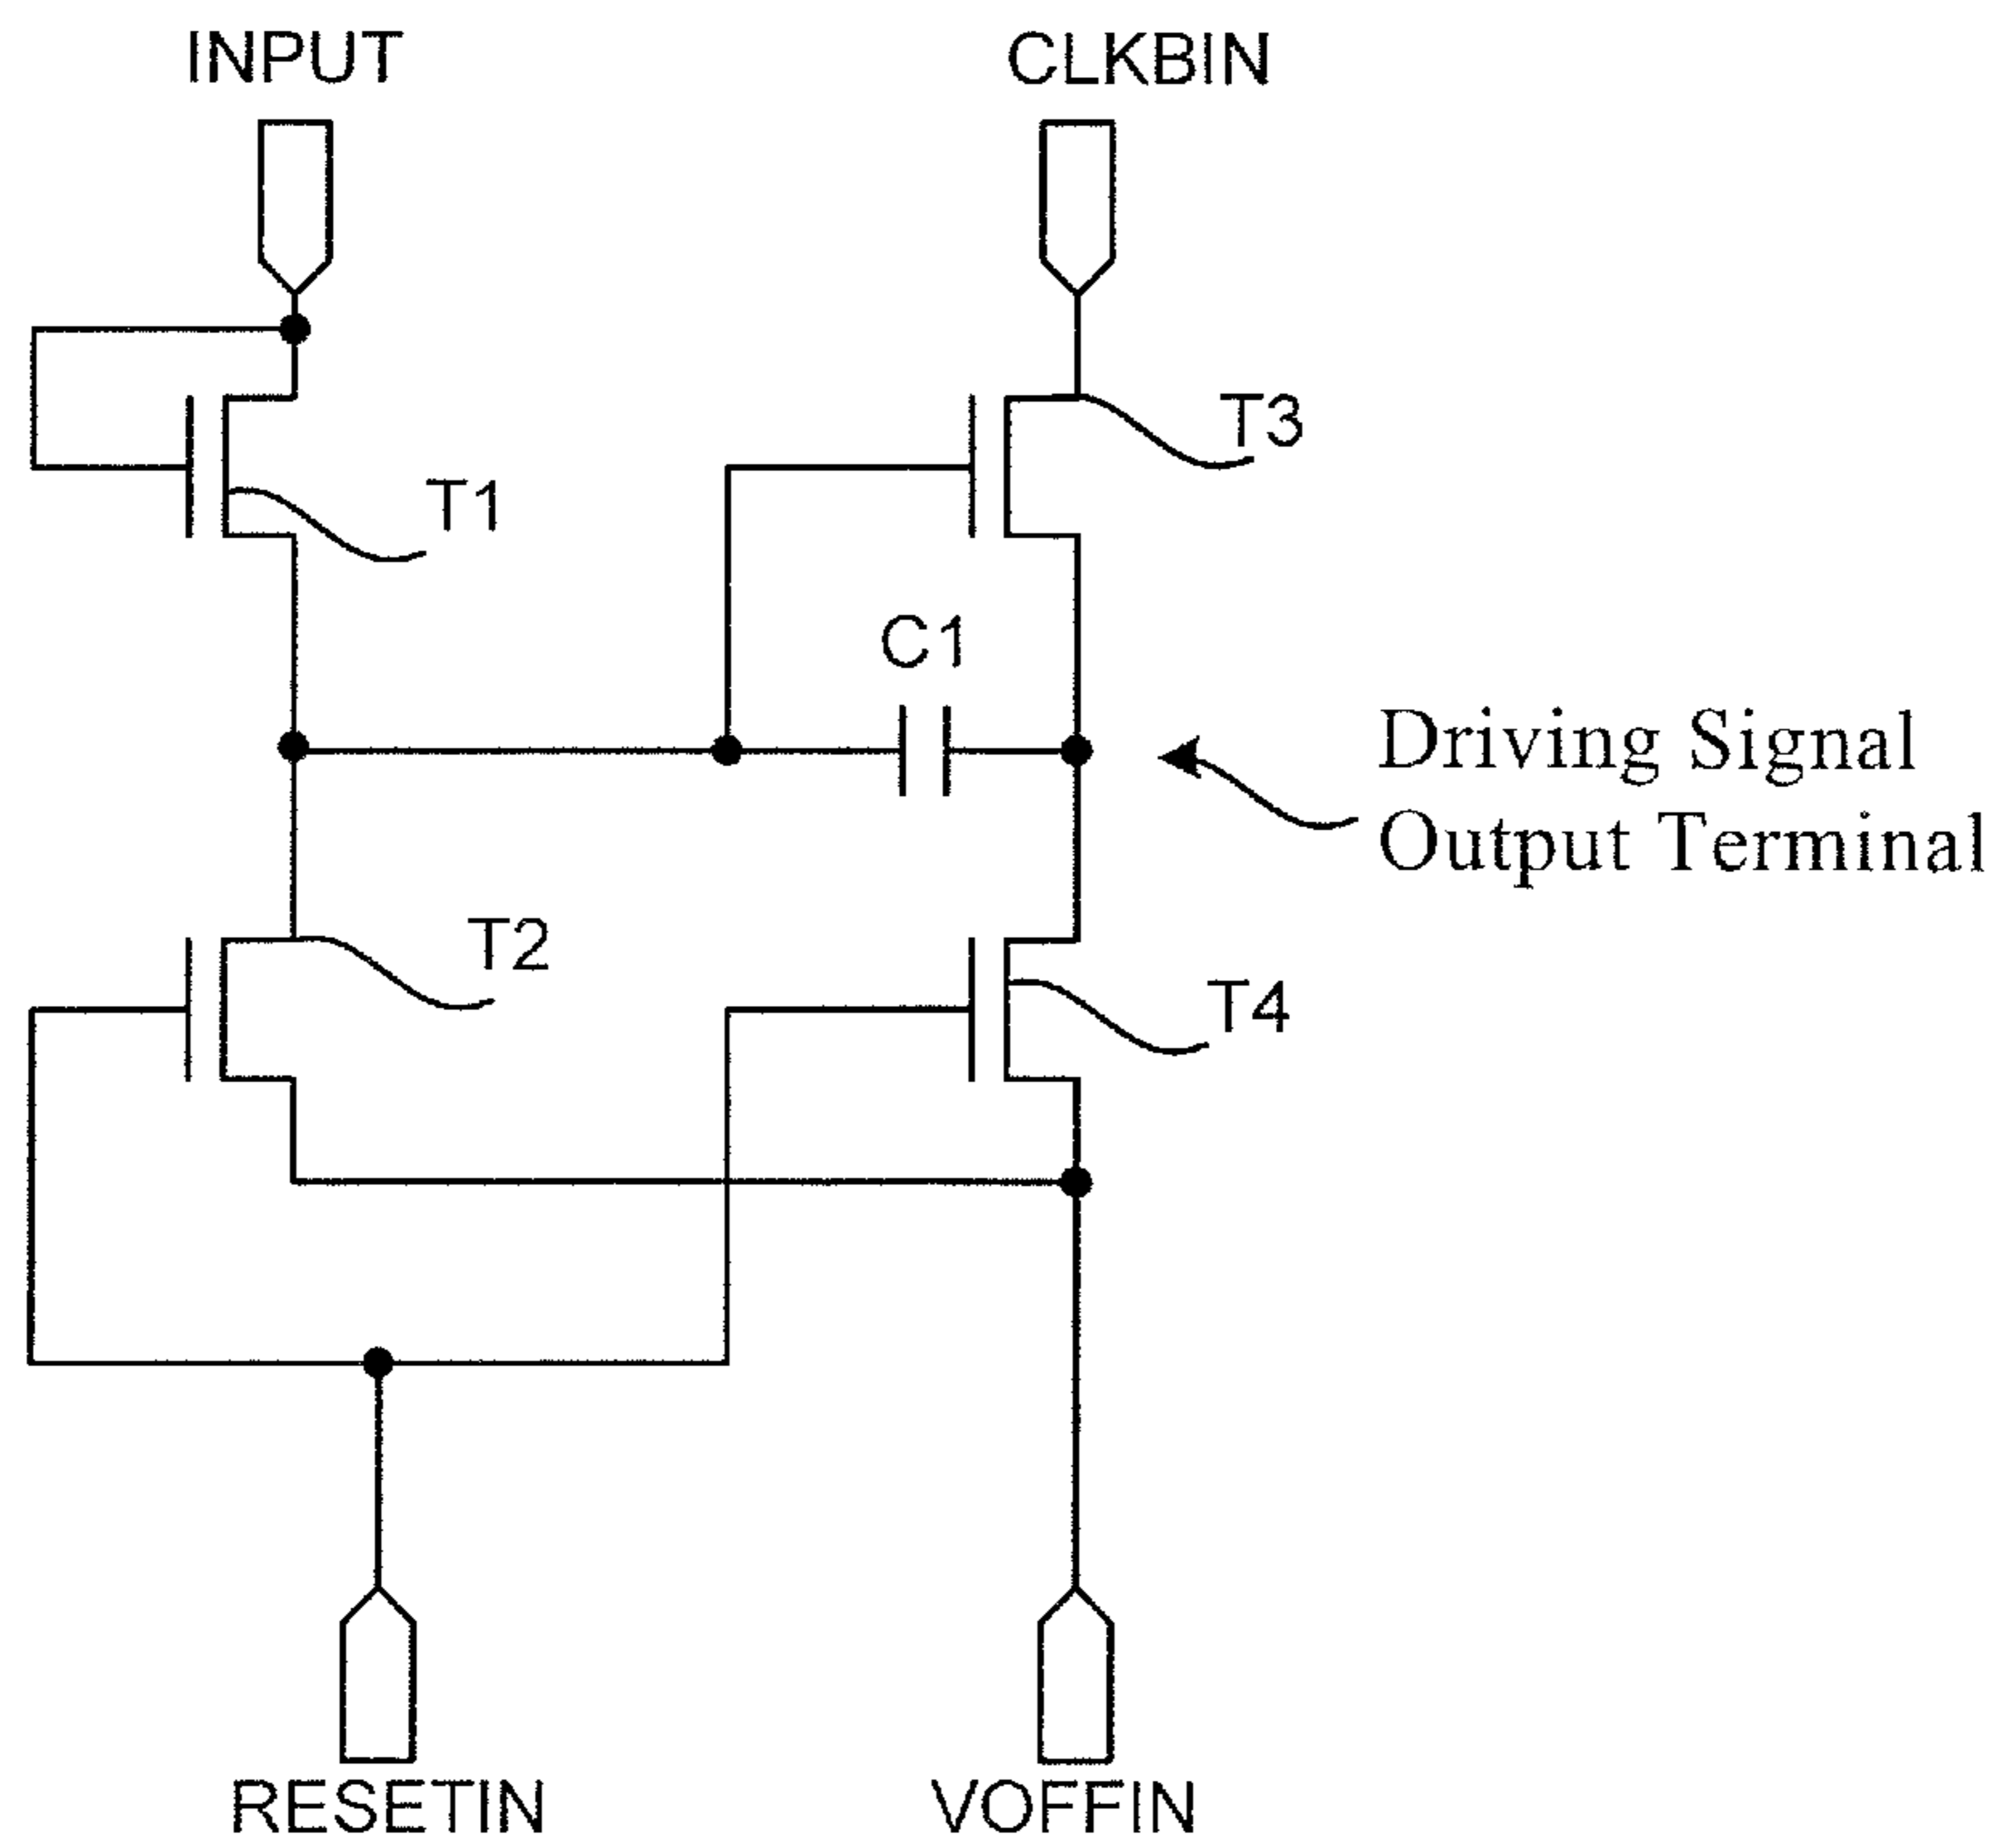 INPUT
CLKBIN
T3
T1
C1
Driving Signal
Output Terminal
T2
T4
RESETIN
VOFFIN